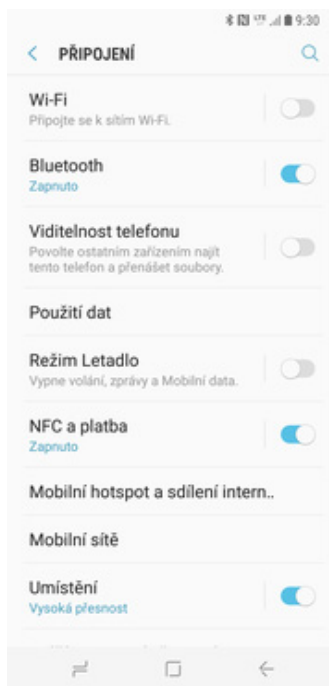 9:30
PŘIPOJENÍ
Wi-Fi
Připojte se k sítím Wi-Fi.
Bluetooth
Zapnuto
Viditelnost telefonu
Povolte ostatním zařízením najít
tento telefon a přenášet soubory.
Použití dat
Režim Letadlo
Vypne volání, zprávy a Mobilní data.
NFC a platba
Zapnuto
Mobilní hotspot a sdílení intern..
Mobilní sítě
Umístění
Vysoká přesnost